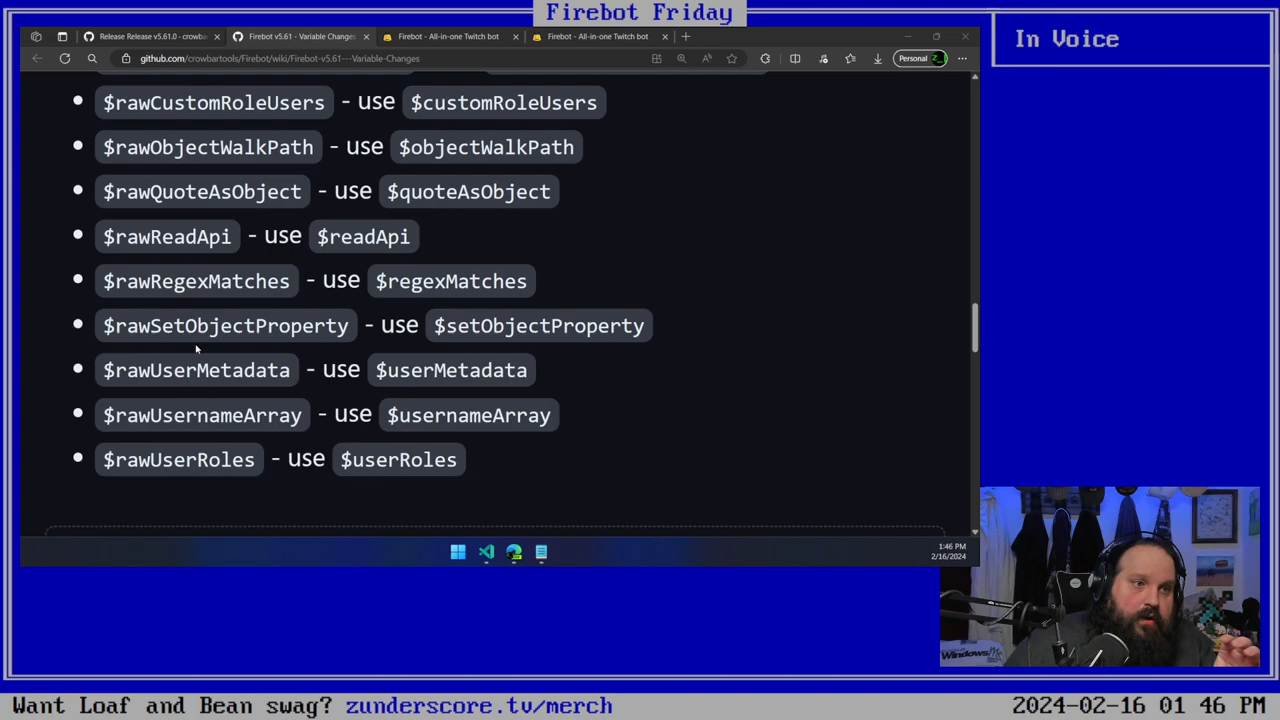 Firebot Friday
Release Release v5.61.0 · crowba
Firebot v5.61 - Variable Changes
Firebot - All-in-one Twitch bot
Firebot - All-in-one Twitch bot
github.com/crowbartools/Firebot/wiki/Firebot-v5.61---Variable-Changes
Personal
In Voice
$rawCustomRoleUsers - use $customRoleUsers
$rawObjectWalkPath - use $objectWalkPath
$rawQuoteAsObject - use $quoteAsObject
$rawReadApi - use $readApi
$rawRegexMatches - use $regexMatches
$rawSetObjectProperty - use $setObjectProperty
$rawUserMetadata - use $userMetadata
$rawUsernameArray - use $usernameArray
$rawUserRoles - use $userRoles
1:46 PM
2/16/2024
Windows
Want Loaf and Bean swag? zunderscore.tv/merch
2024-02-16 01 46 PM